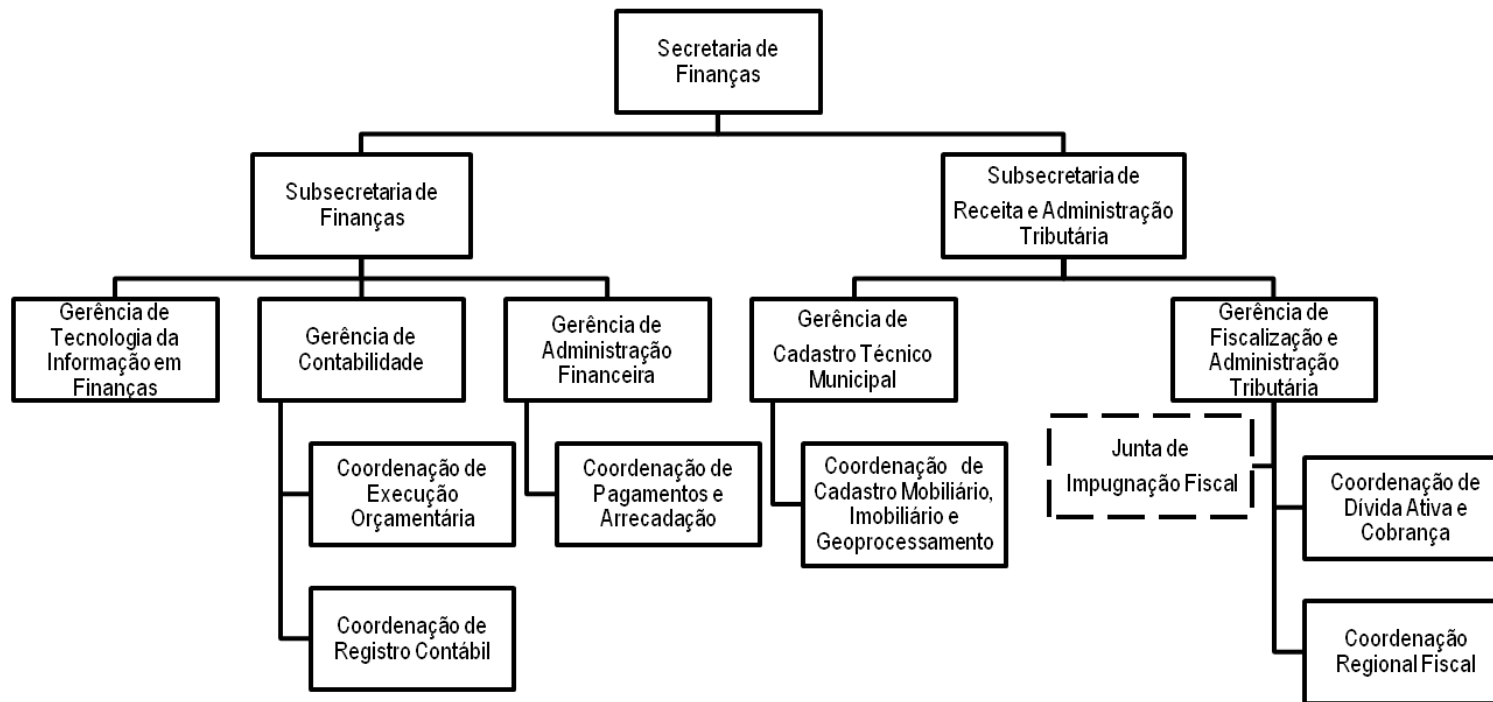 Secretaria de
Finanças
Subsecretaria de
Finanças
Subsecretaria de
Receita e Administração
Tributária
Gerência de
Tecnologia da
Informação em
Finanças
Gerência de
Contabilidade
Gerência de
Administração
Financeira
Gerência de
Cadastro Técnico
Municipal
Gerência de
Fiscalização e
Administração
Tributária
Coordenação de
Execução
Orçamentária
Coordenação de
Pagamentos e
Arrecadação
Coordenação de
Cadastro Mobiliário,
Imobiliário e
Geoprocessamento
Junta de
Impugnação Fiscal
Coordenação de
Dívida Ativa e
Cobrança
Coordenação de
Registro Contábil
Coordenação
Regional Fiscal